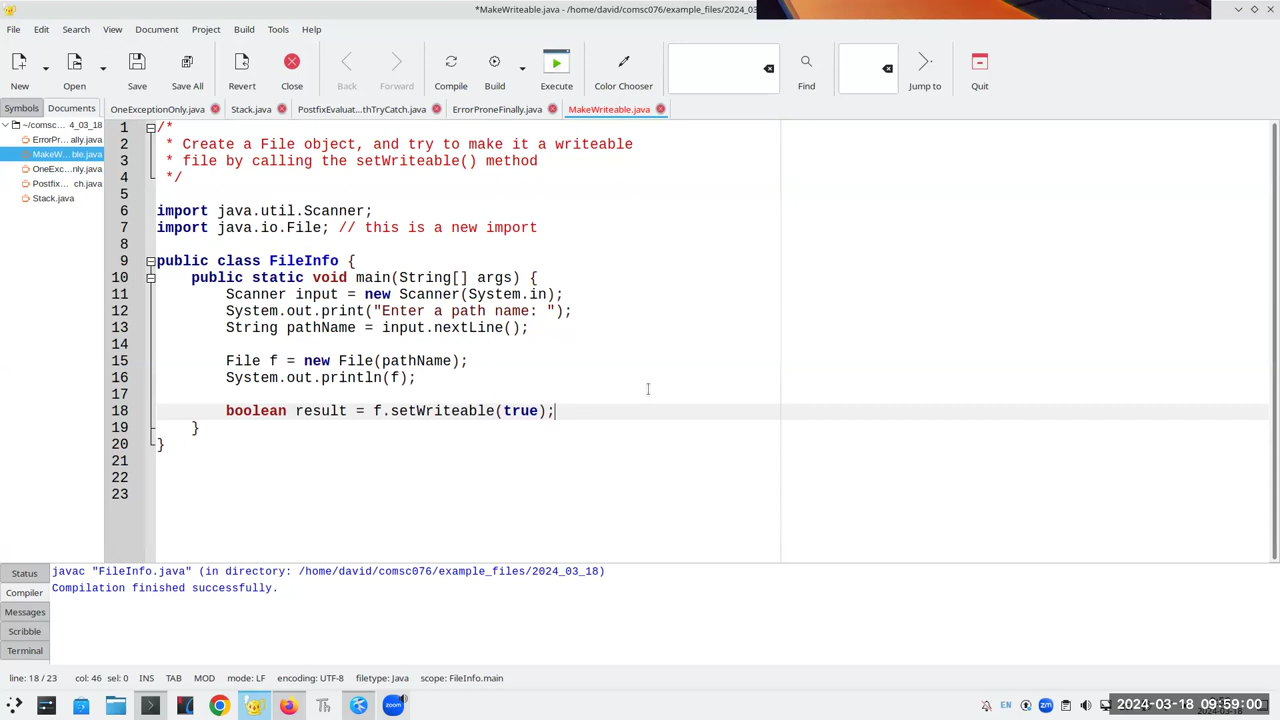 *MakeWriteable.java - /home/david/comsc076/example_files/2024_03
File Edit Search View Document Project Build Tools Help
New Open Save Save All Revert Close Back Forward Compile Build Execute Color Chooser Find Jump to Quit
Symbols Documents OneExceptionOnly.java Stack.java PostfixEvaluat...thTryCatch.java ErrorProneFinally.java MakeWriteable.java
~/comsc... 4_03_18
ErrorPr... ally.java
MakeW...ble.java
OneExc...nly.java
Postfix... ch.java
Stack.java
1 /*
2 * Create a File object, and try to make it a writeable
3 * file by calling the setWriteable() method
4 */
5
6 import java.util.Scanner;
7 import java.io.File; // this is a new import
8
9 public class FileInfo {
10 public static void main(String[] args) {
11 Scanner input = new Scanner(System.in);
12 System.out.print("Enter a path name: ");
13 String pathName = input.nextLine();
14
15 File f = new File(pathName);
16 System.out.println(f);
17
18 boolean result = f.setWriteable(true);
19 }
20 }
21
22
23
Status
Compiler
Messages
Scribble
Terminal
javac "FileInfo.java" (in directory: /home/david/comsc076/example_files/2024_03_18)
Compilation finished successfully.
line: 18 / 23 col: 46 sel: 0 INS TAB MOD mode: LF encoding: UTF-8 filetype: Java scope: FileInfo.main
Th zoom EN zm 2024-03-18 09:59:00